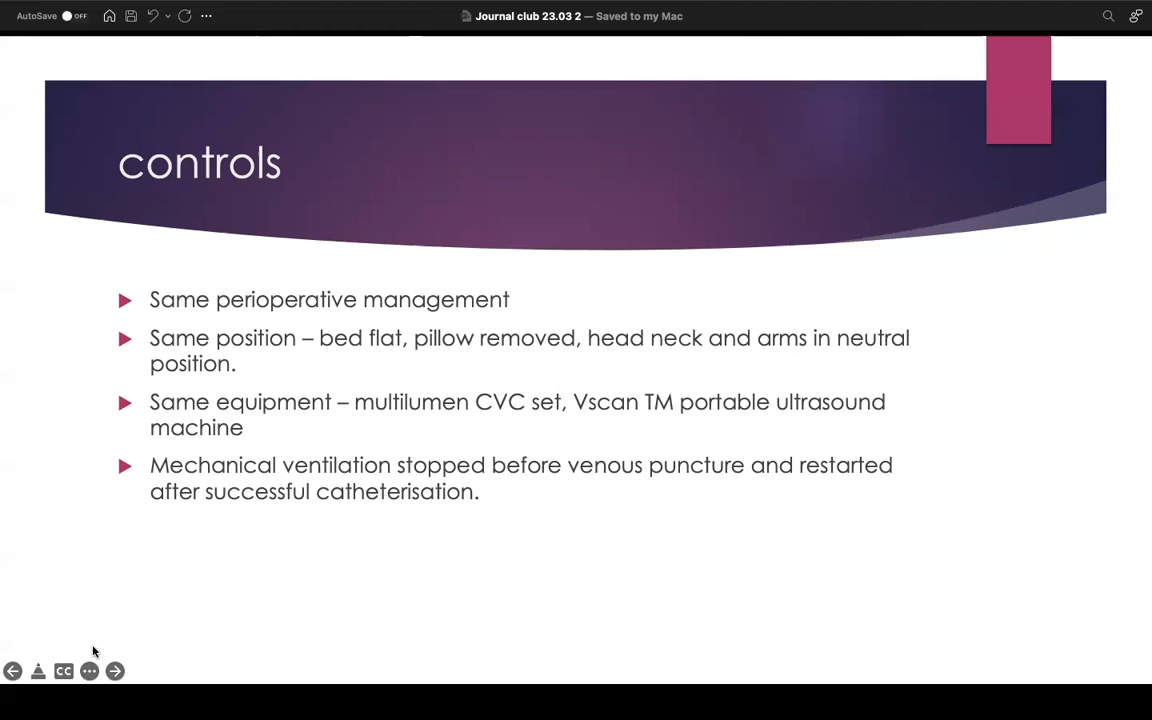 AutoSave OFF
Journal club 23.03 2 — Saved to my Mac
controls
Same perioperative management
Same position – bed flat, pillow removed, head neck and arms in neutral
position.
Same equipment – multilumen CVC set, Vscan TM portable ultrasound
machine
Mechanical ventilation stopped before venous puncture and restarted
after successful catheterisation.
CC